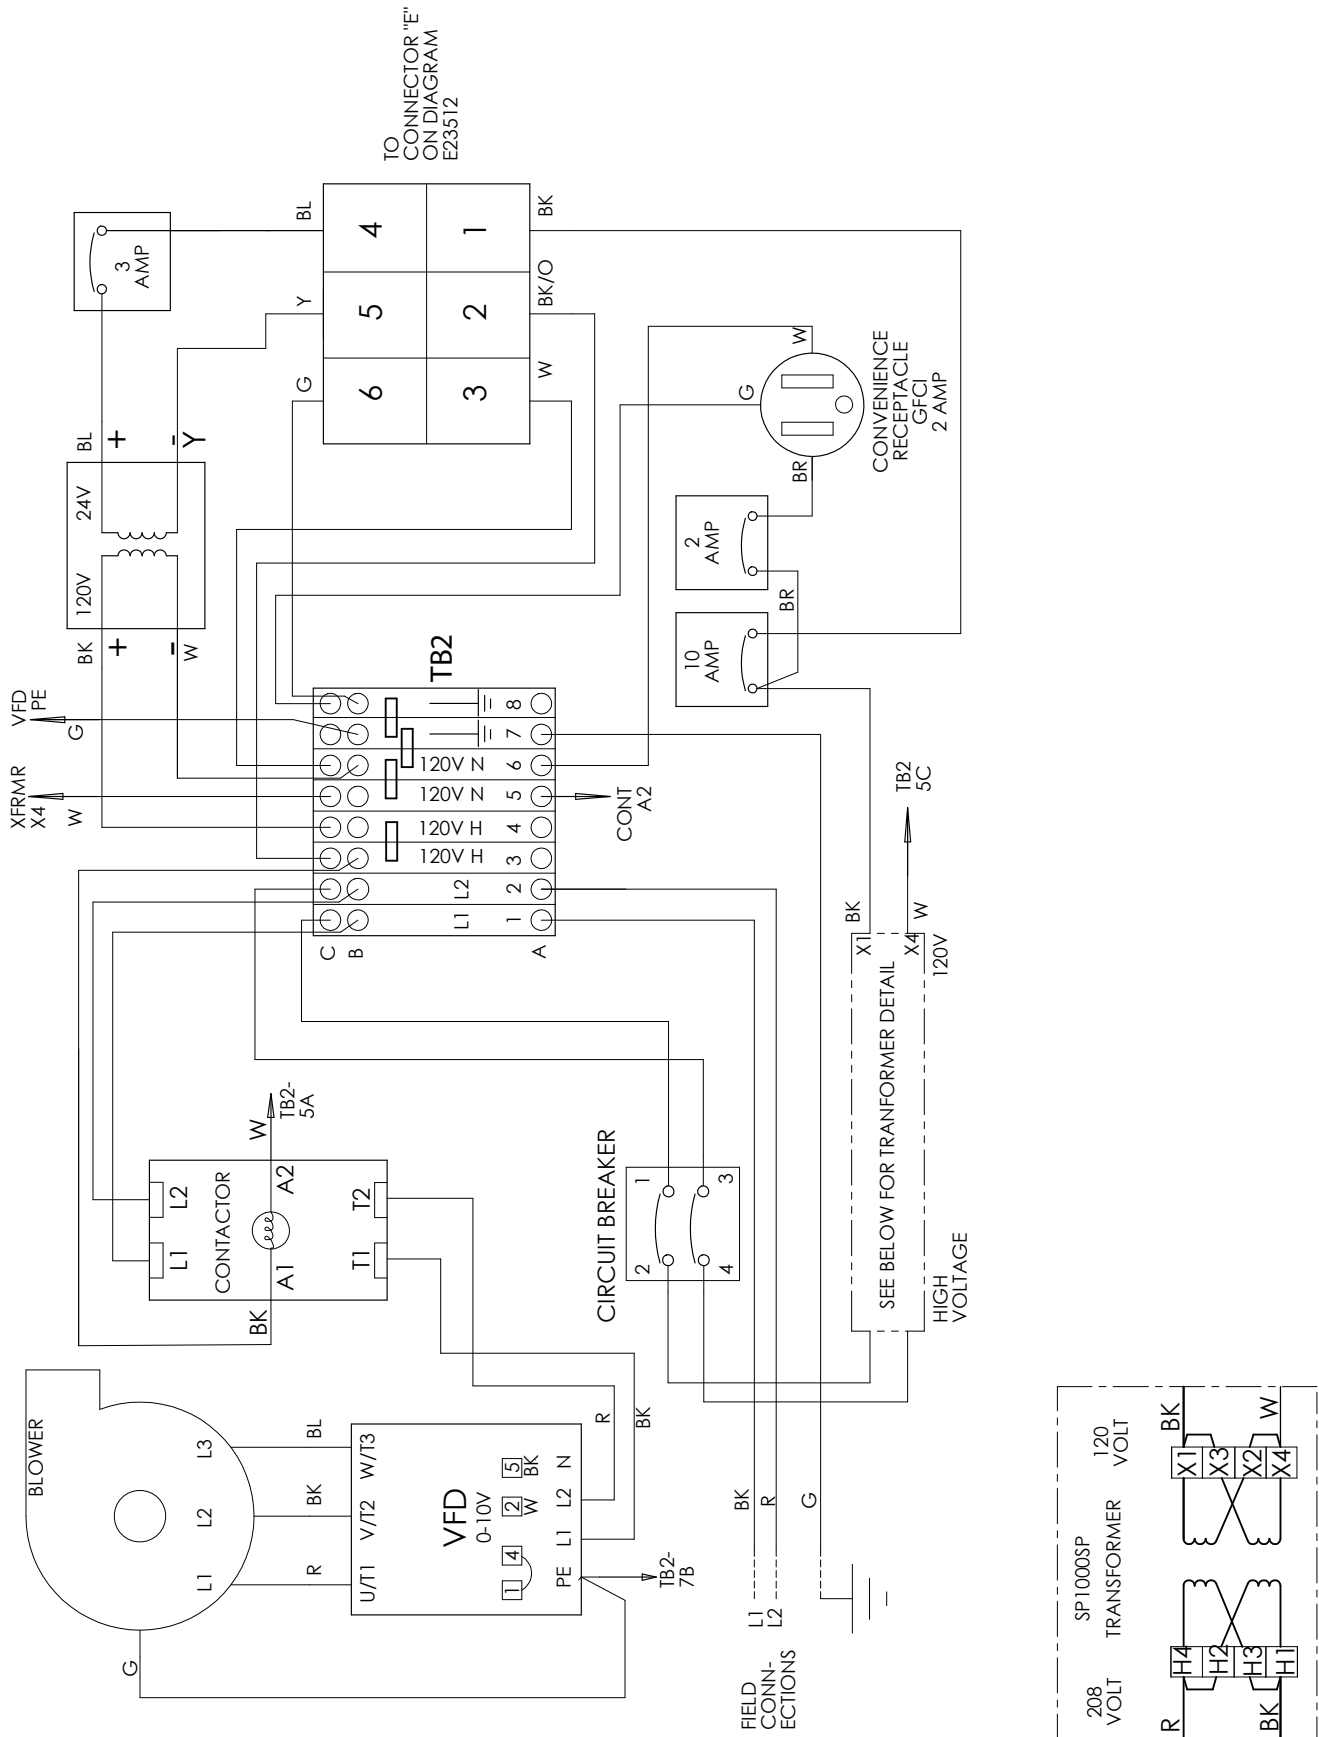 BLOWER
L1
L2
L3
G
R
BK
BL
U/T1
V/T2
W/T3
VFD
0-10V
1
4
2
5
W
BK
PE
L1
L2
N
R
BK
TB2-
7B
L1
L2
CONTACTOR
A1
A2
T1
T2
BK
W
TB2-
5A
CIRCUIT BREAKER
2
1
4
3
FIELD
CONN-
ECTIONS
L1
L2
BK
R
G
SEE BELOW FOR TRANFORMER DETAIL
HIGH
VOLTAGE
X1
X4
120V
BK
W
TB2
5C
XFRMR
X4
W
VFD
PE
G
TB2
C
B
A
L1
1
L2
2
120V H
3
120V H
4
120V N
5
120V N
6
7
8
CONT
A2
BK
+
-
W
120V
24V
BL
+
-
Y
3
AMP
G
Y
BL
6
5
4
3
2
1
W
BK/O
BK
TO
CONNECTOR "E"
ON DIAGRAM
E23512
10
AMP
2
AMP
BR
BR
G
W
CONVENIENCE
RECEPTACLE
GFCI
2 AMP
208
VOLT
SP1000SP
TRANSFORMER
120
VOLT
R
BK
H4
H2
H3
H1
X1
X3
X2
X4
BK
W